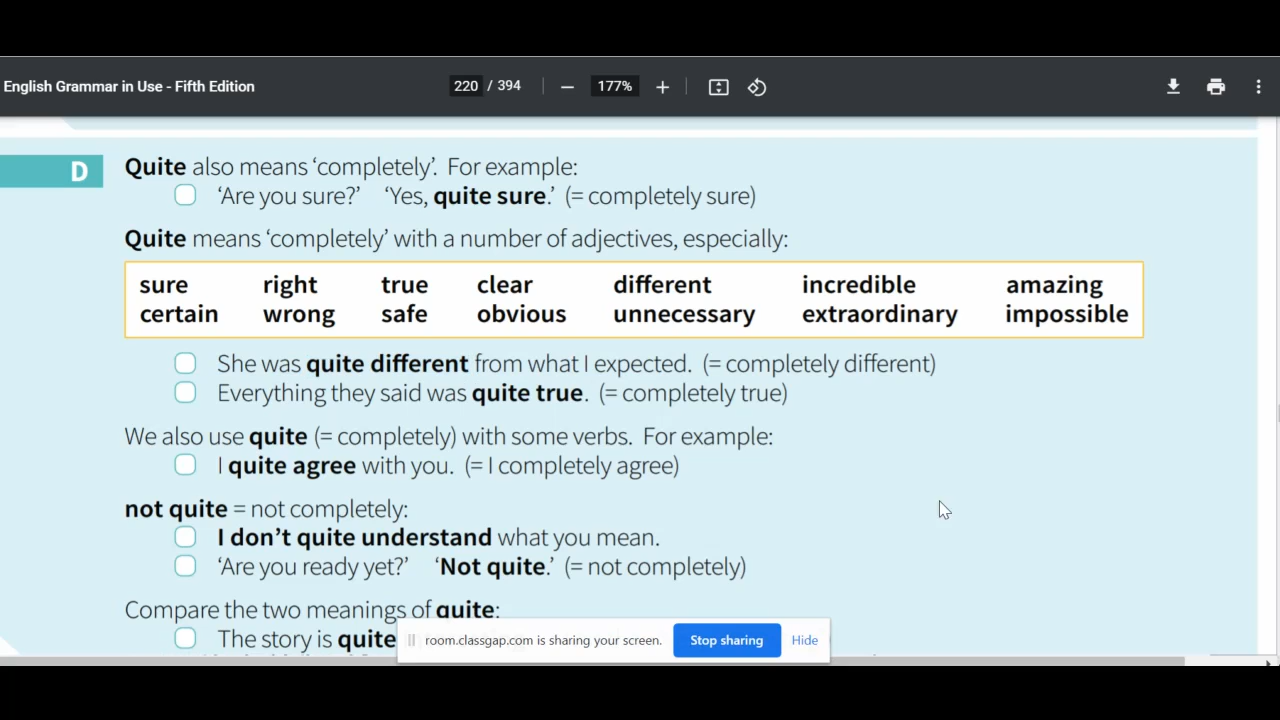 English Grammar in Use - Fifth Edition 220 / 394 177%
D Quite also means ‘completely’. For example:
‘Are you sure?’ ‘Yes, quite sure.’ (= completely sure)
Quite means ‘completely’ with a number of adjectives, especially:
sure right true clear different incredible amazing
certain wrong safe obvious unnecessary extraordinary impossible
She was quite different from what I expected. (= completely different)
Everything they said was quite true. (= completely true)
We also use quite (= completely) with some verbs. For example:
I quite agree with you. (= I completely agree)
not quite = not completely:
I don’t quite understand what you mean.
‘Are you ready yet?’ ‘Not quite.’ (= not completely)
Compare the two meanings of quite:
The story is quite
room.classgap.com is sharing your screen. Stop sharing Hide